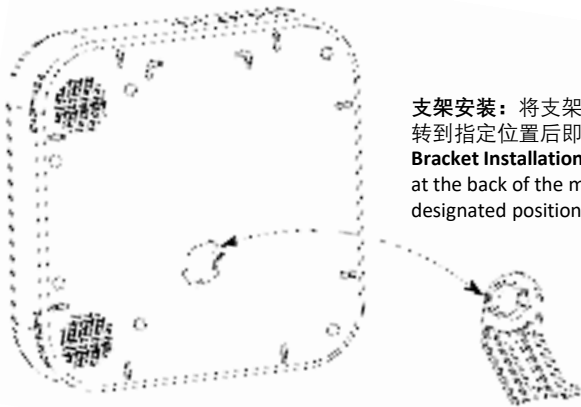 支架安装：将支架
转到指定位置后即
Bracket Installation
at the back of the m
designated position